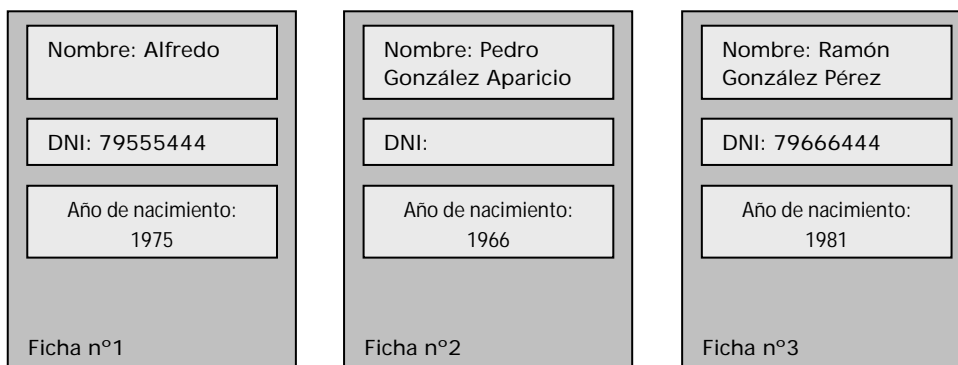 Nombre: Alfredo
DNI: 79555444
Año de nacimiento:
1975
Ficha nº1
Nombre: Pedro
González Aparicio
DNI:
Año de nacimiento:
1966
Ficha nº2
Nombre: Ramón
González Pérez
DNI: 79666444
Año de nacimiento:
1981
Ficha nº3